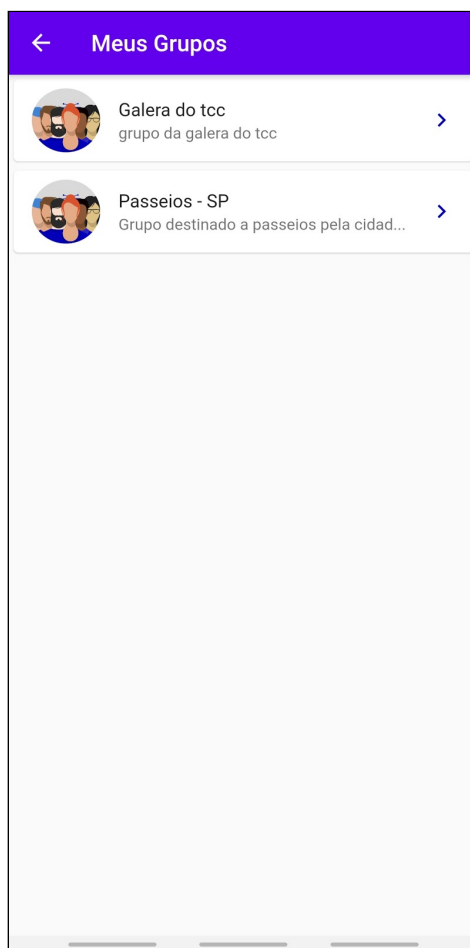 Meus Grupos
Galera do tcc
grupo da galera do tcc
Passeios - SP
Grupo destinado a passeios pela cidad...